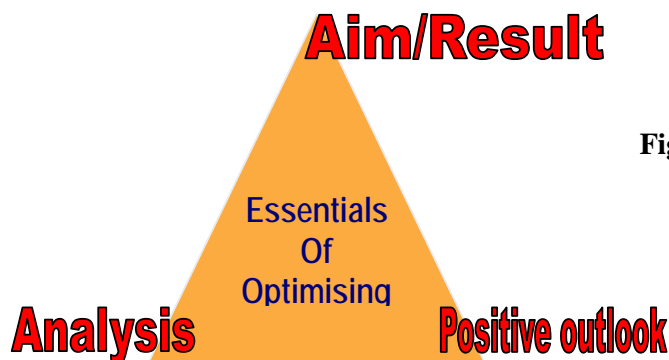 Aim/Result
Fig
Essentials
Of
Optimising
Analysis
Positive outlook